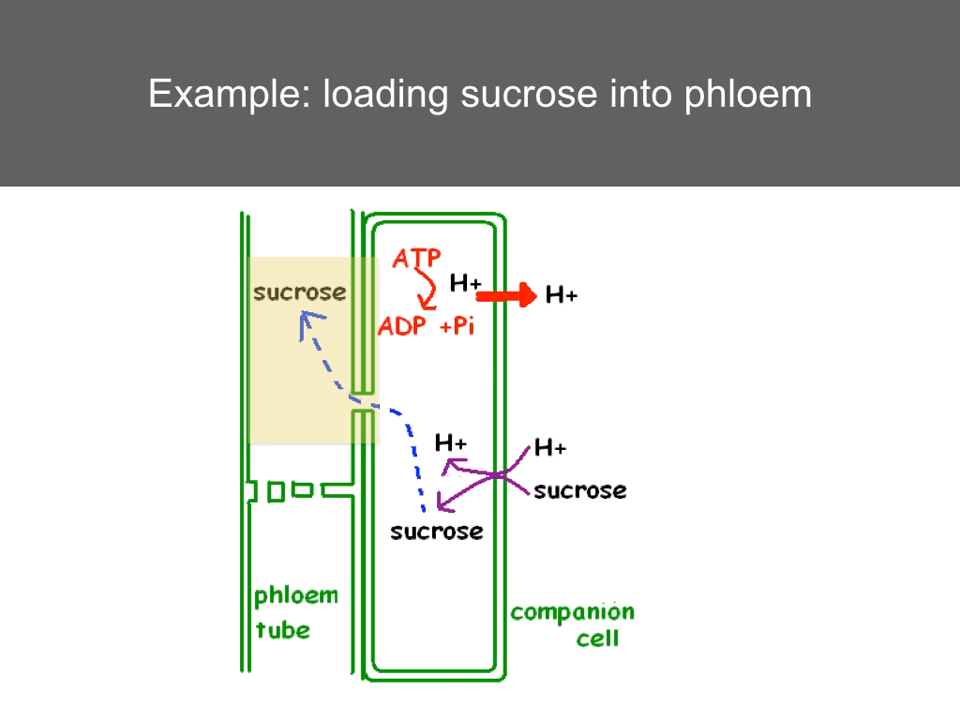 Example: loading sucrose into phloem
ATP
H+
H+
sucrose
ADP +Pi
H+
H+
sucrose
sucrose
phloem
tube
companion
cell